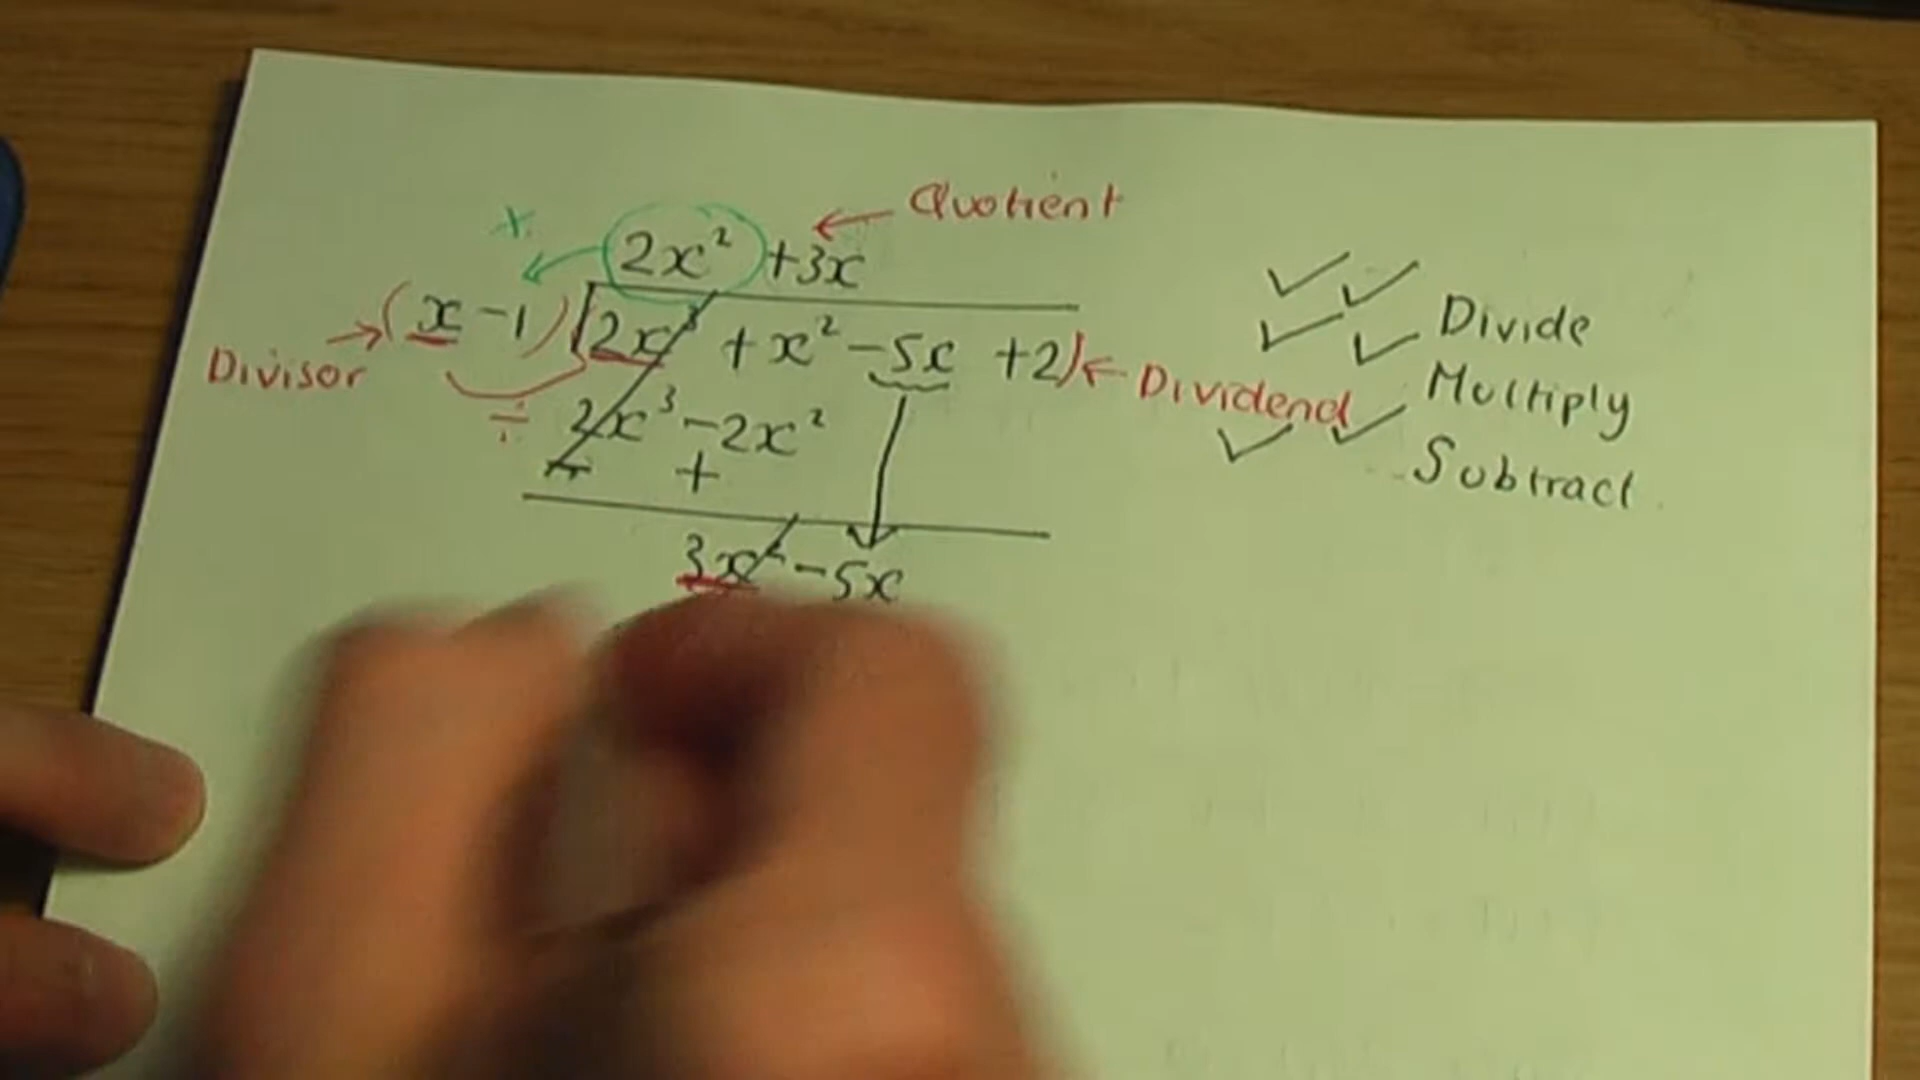 Quotient
× 2x² +3x
(x -1) 2x³ + x² -5x +2)
Divisor
Dividend
÷ 2x³ -2x²
- +
3x² -5x
✓ ✓ Divide
✓ ✓ Multiply
✓ ✓ Subtract